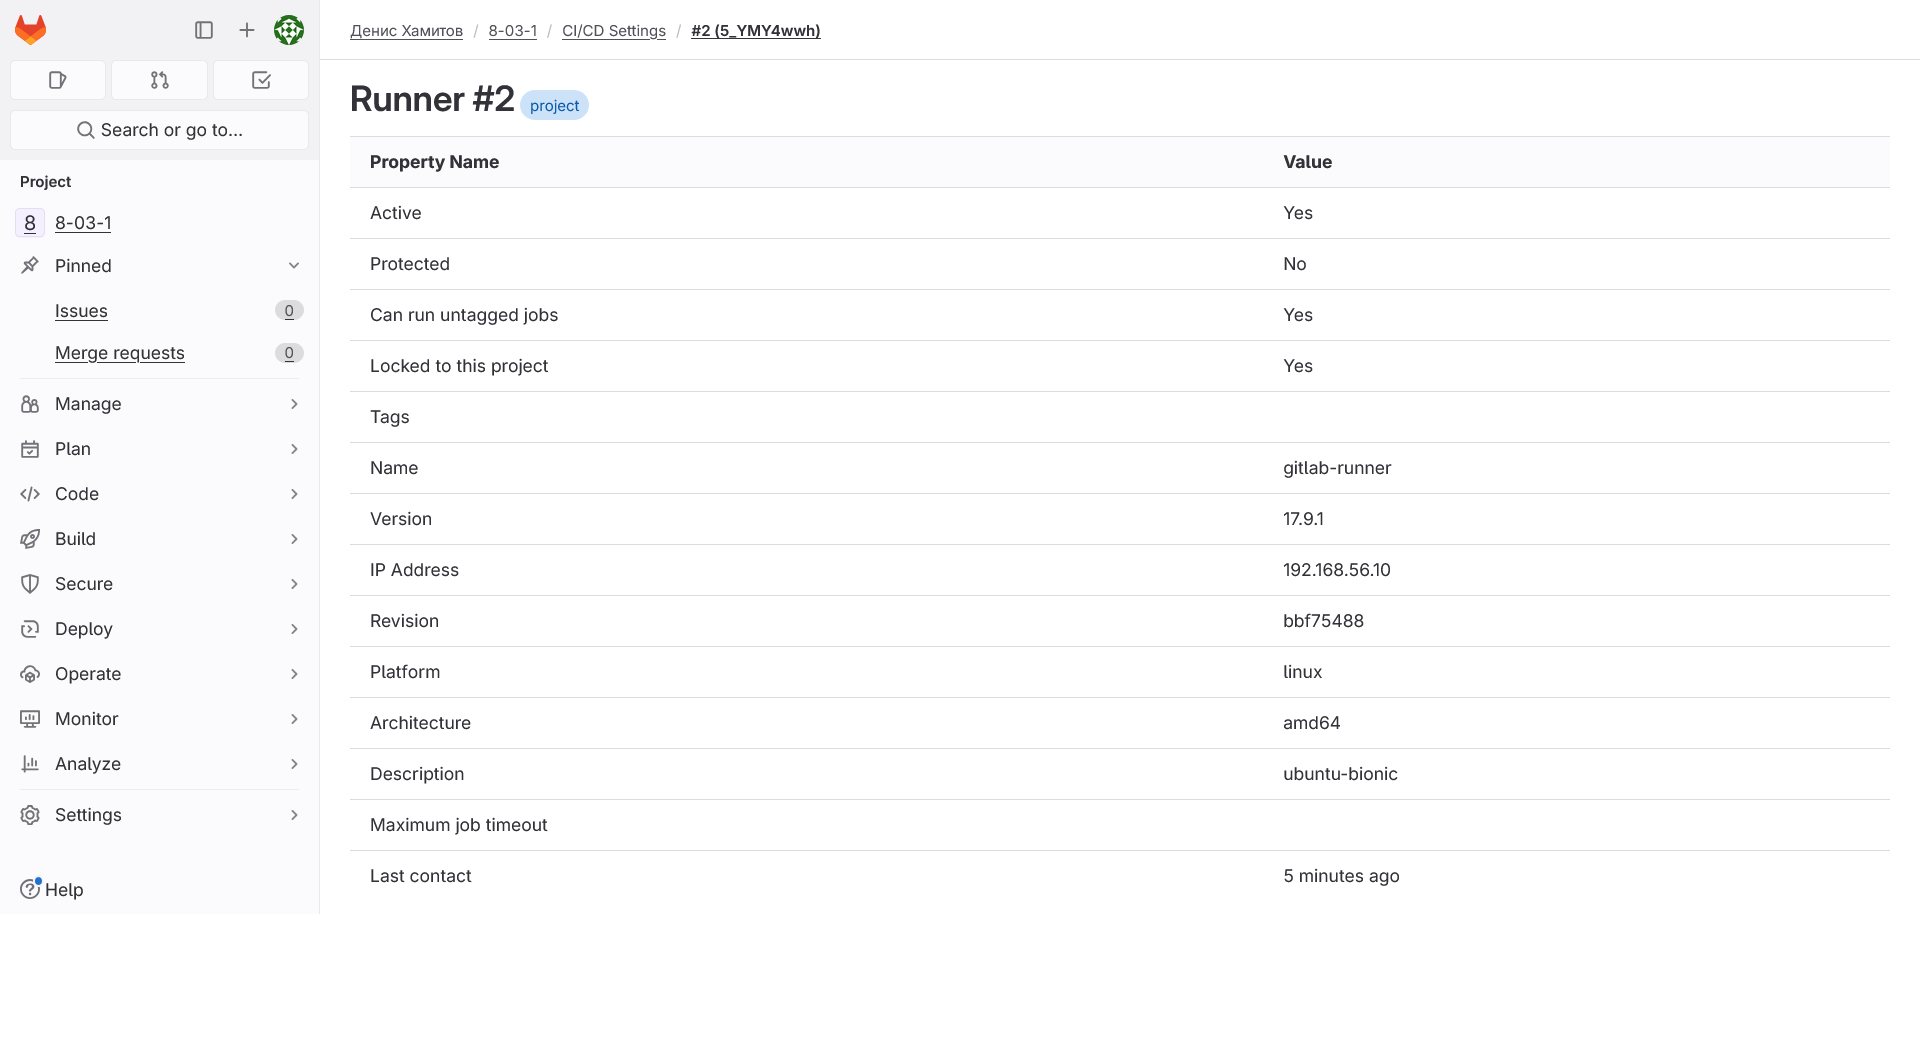 Search or go to...
Project
8 8-03-1
Pinned
Issues 0
Merge requests 0
Manage
Plan
Code
Build
Secure
Deploy
Operate
Monitor
Analyze
Settings
Help
Денис Хамитов / 8-03-1 / CI/CD Settings / #2 (5_YMY4wwh)
Runner #2 project
Property Name Value
Active Yes
Protected No
Can run untagged jobs Yes
Locked to this project Yes
Tags
Name gitlab-runner
Version 17.9.1
IP Address 192.168.56.10
Revision bbf75488
Platform linux
Architecture amd64
Description ubuntu-bionic
Maximum job timeout
Last contact 5 minutes ago